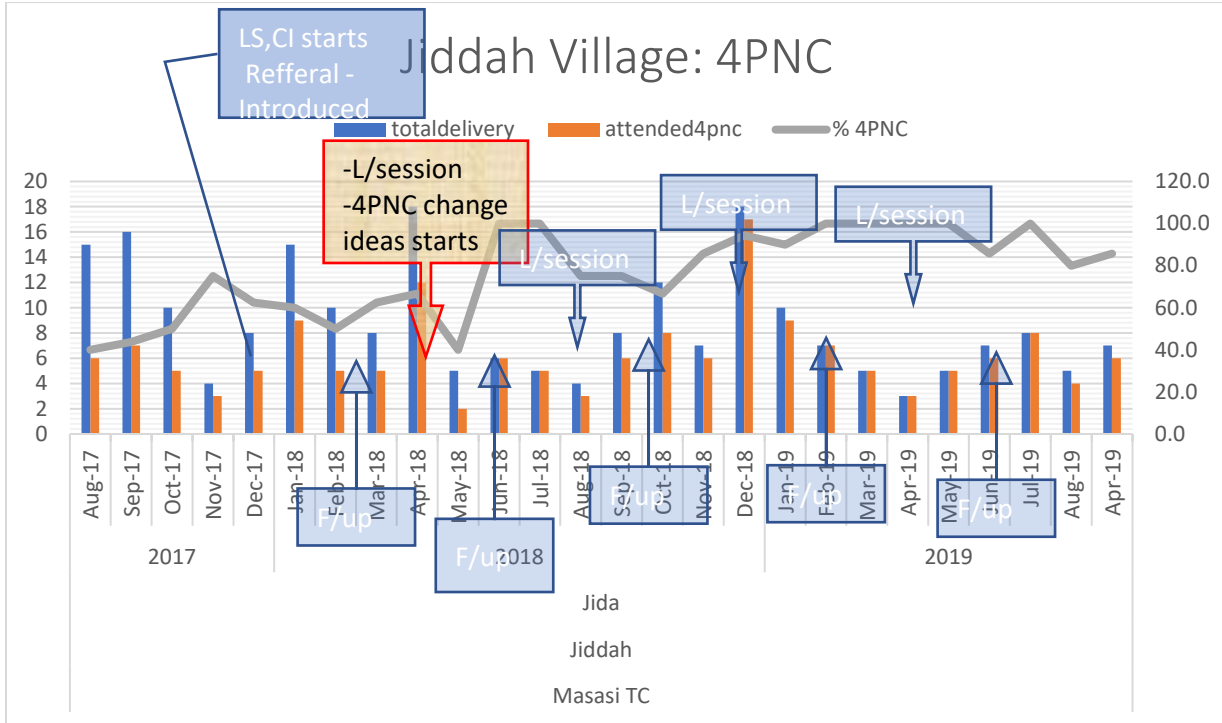 LS,CI starts
Refferal -
Introduced
Jiddah Village: 4PNC
totaldelivery attended4pnc % 4PNC
-L/session
-4PNC change
ideas starts
L/session
L/session
L/session
20
18
16
14
12
10
8
6
4
2
0
120.0
100.0
80.0
60.0
40.0
20.0
0.0
Aug-17
Sep-17
Oct-17
Nov-17
Dec-17
Jan-18
Feb-18
Mar-18
Apr-18
May-18
Jun-18
Jul-18
Aug-18
Sep-18
Oct-18
Nov-18
Dec-18
Jan-19
Feb-19
Mar-19
Apr-19
May-19
Jun-19
Jul-19
Aug-19
Apr-19
F/up
F/up
F/up
F/up
F/up
2017 2018 2019
Jida
Jiddah
Masasi TC